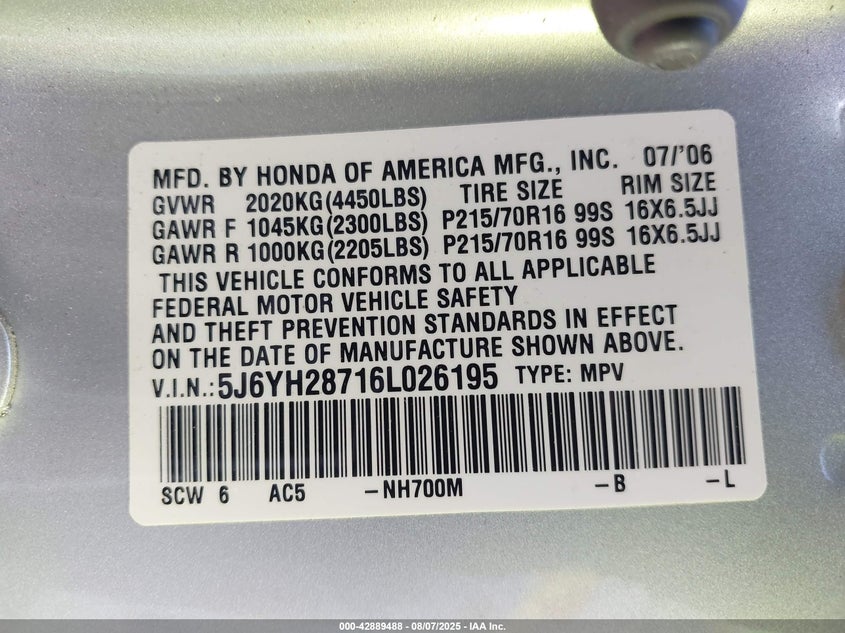 MFD. BY HONDA OF AMERICA MFG., INC. 07/'06
GVWR 2020KG(4450LBS) TIRE SIZE RIM SIZE
GAWR F 1045KG(2300LBS) P215/70R16 99S 16X6.5JJ
GAWR R 1000KG(2205LBS) P215/70R16 99S 16X6.5JJ
THIS VEHICLE CONFORMS TO ALL APPLICABLE
FEDERAL MOTOR VEHICLE SAFETY
AND THEFT PREVENTION STANDARDS IN EFFECT
ON THE DATE OF MANUFACTURE SHOWN ABOVE.
V.I.N.:5J6YH28716L026195 TYPE: MPV
SCW 6 AC5 -NH700M -B -L
000-42889488 - 08/07/2025 - IAA Inc.